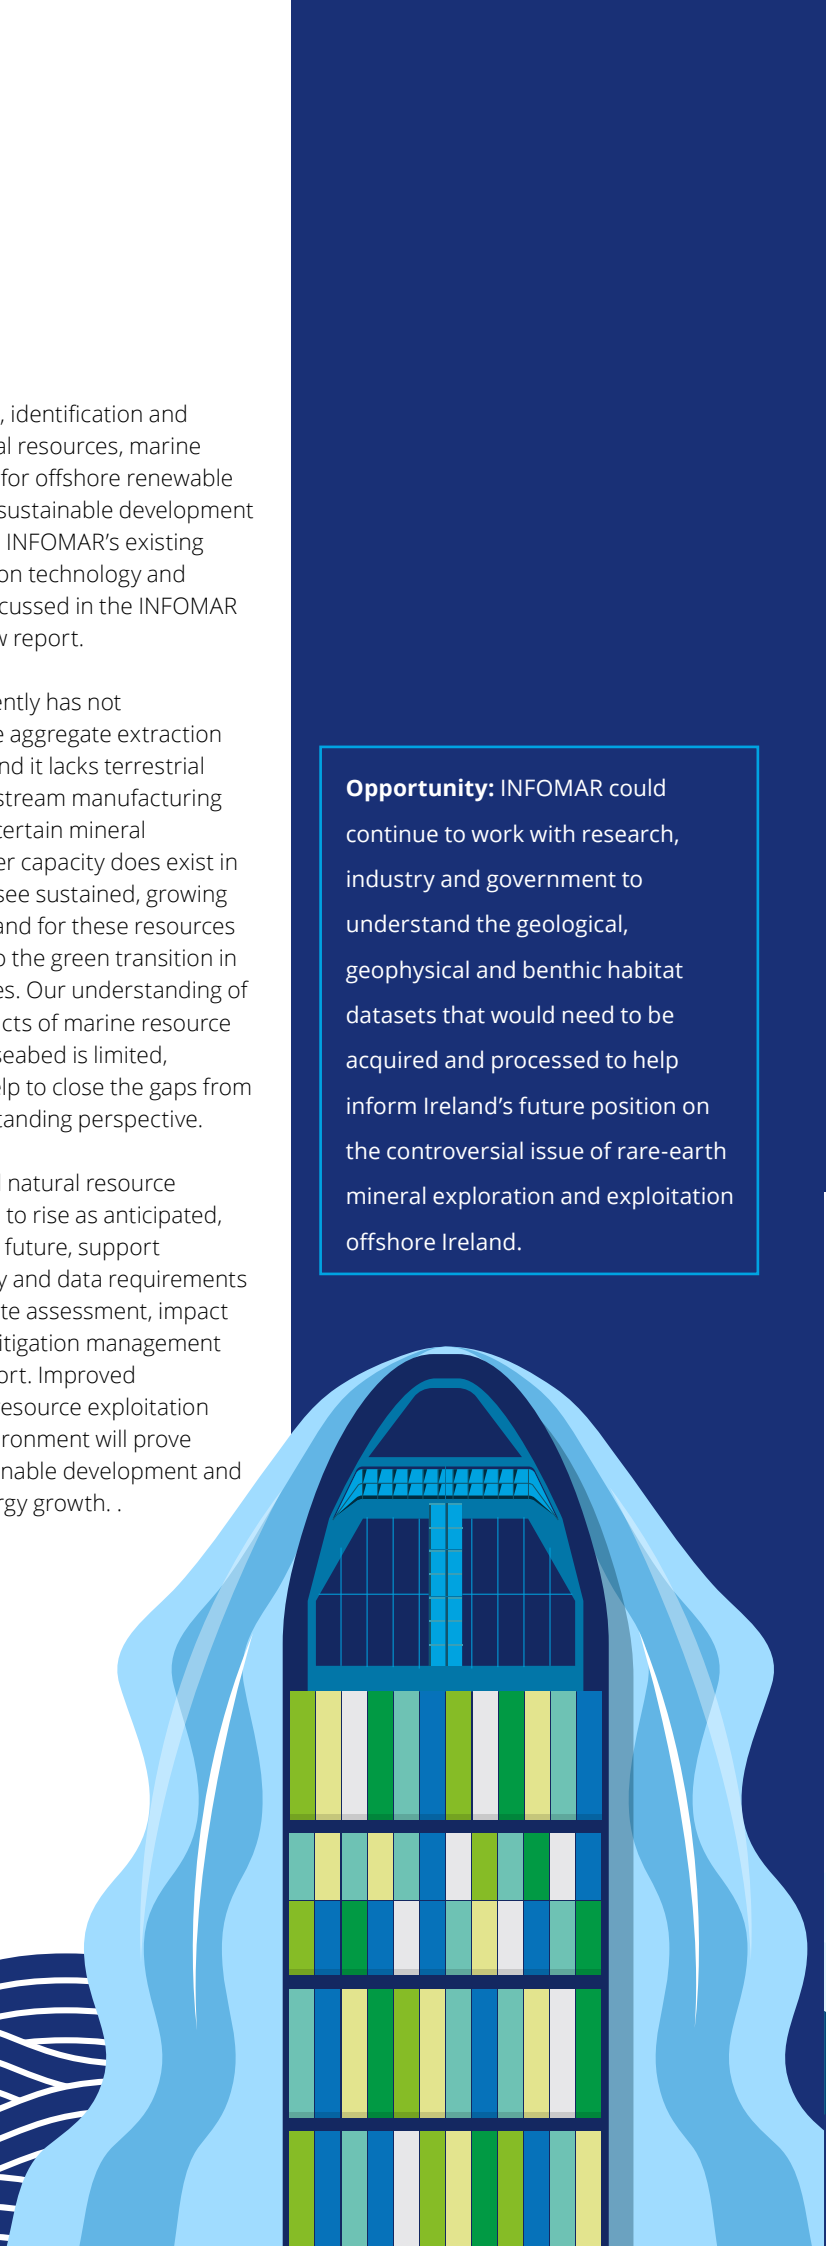 , identification and
al resources, marine
for offshore renewable
sustainable development
INFOMAR’s existing
on technology and
cussed in the INFOMAR
w report.
ently has not
e aggregate extraction
nd it lacks terrestrial
stream manufacturing
certain mineral
er capacity does exist in
see sustained, growing
and for these resources
o the green transition in
es. Our understanding of
cts of marine resource
seabed is limited,
elp to close the gaps from
tanding perspective.
l natural resource
to rise as anticipated,
future, support
y and data requirements
te assessment, impact
itigation management
ort. Improved
resource exploitation
ironment will prove
inable development and
rgy growth. .
Opportunity: INFOMAR could
continue to work with research,
industry and government to
understand the geological,
geophysical and benthic habitat
datasets that would need to be
acquired and processed to help
inform Ireland’s future position on
the controversial issue of rare-earth
mineral exploration and exploitation
offshore Ireland.